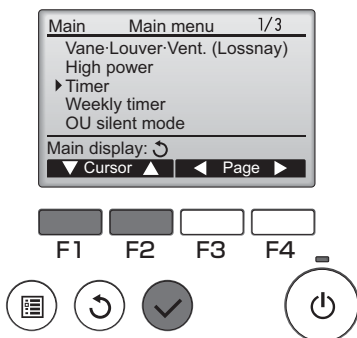 Main Main menu 1/3
Vane·Louver·Vent. (Lossnay)
High power
Timer
Weekly timer
OU silent mode
Main display:
Cursor Page
F1 F2 F3 F4